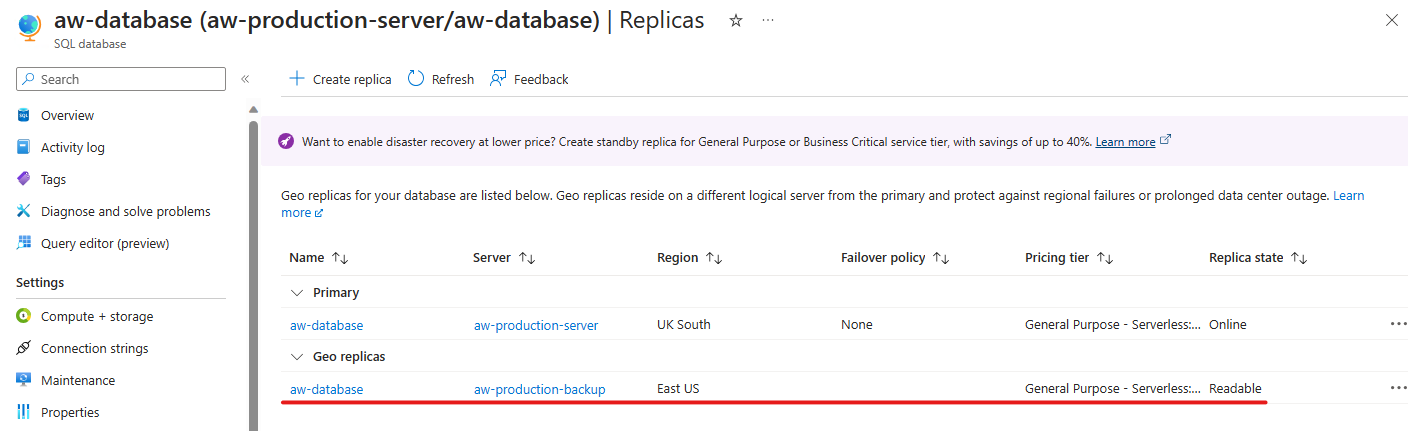 aw-database (aw-production-server/aw-database) | Replicas
SQL database
Search
Create replica
Refresh
Feedback
Overview
Activity log
Tags
Diagnose and solve problems
Query editor (preview)
Settings
Compute + storage
Connection strings
Maintenance
Properties
Want to enable disaster recovery at lower price? Create standby replica for General Purpose or Business Critical service tier, with savings of up to 40%. Learn more
Geo replicas for your database are listed below. Geo replicas reside on a different logical server from the primary and protect against regional failures or prolonged data center outage. Learn
more
Name Server Region Failover policy Pricing tier Replica state
Primary
aw-database aw-production-server UK South None General Purpose - Serverless:... Online
Geo replicas
aw-database aw-production-backup East US General Purpose - Serverless:... Readable